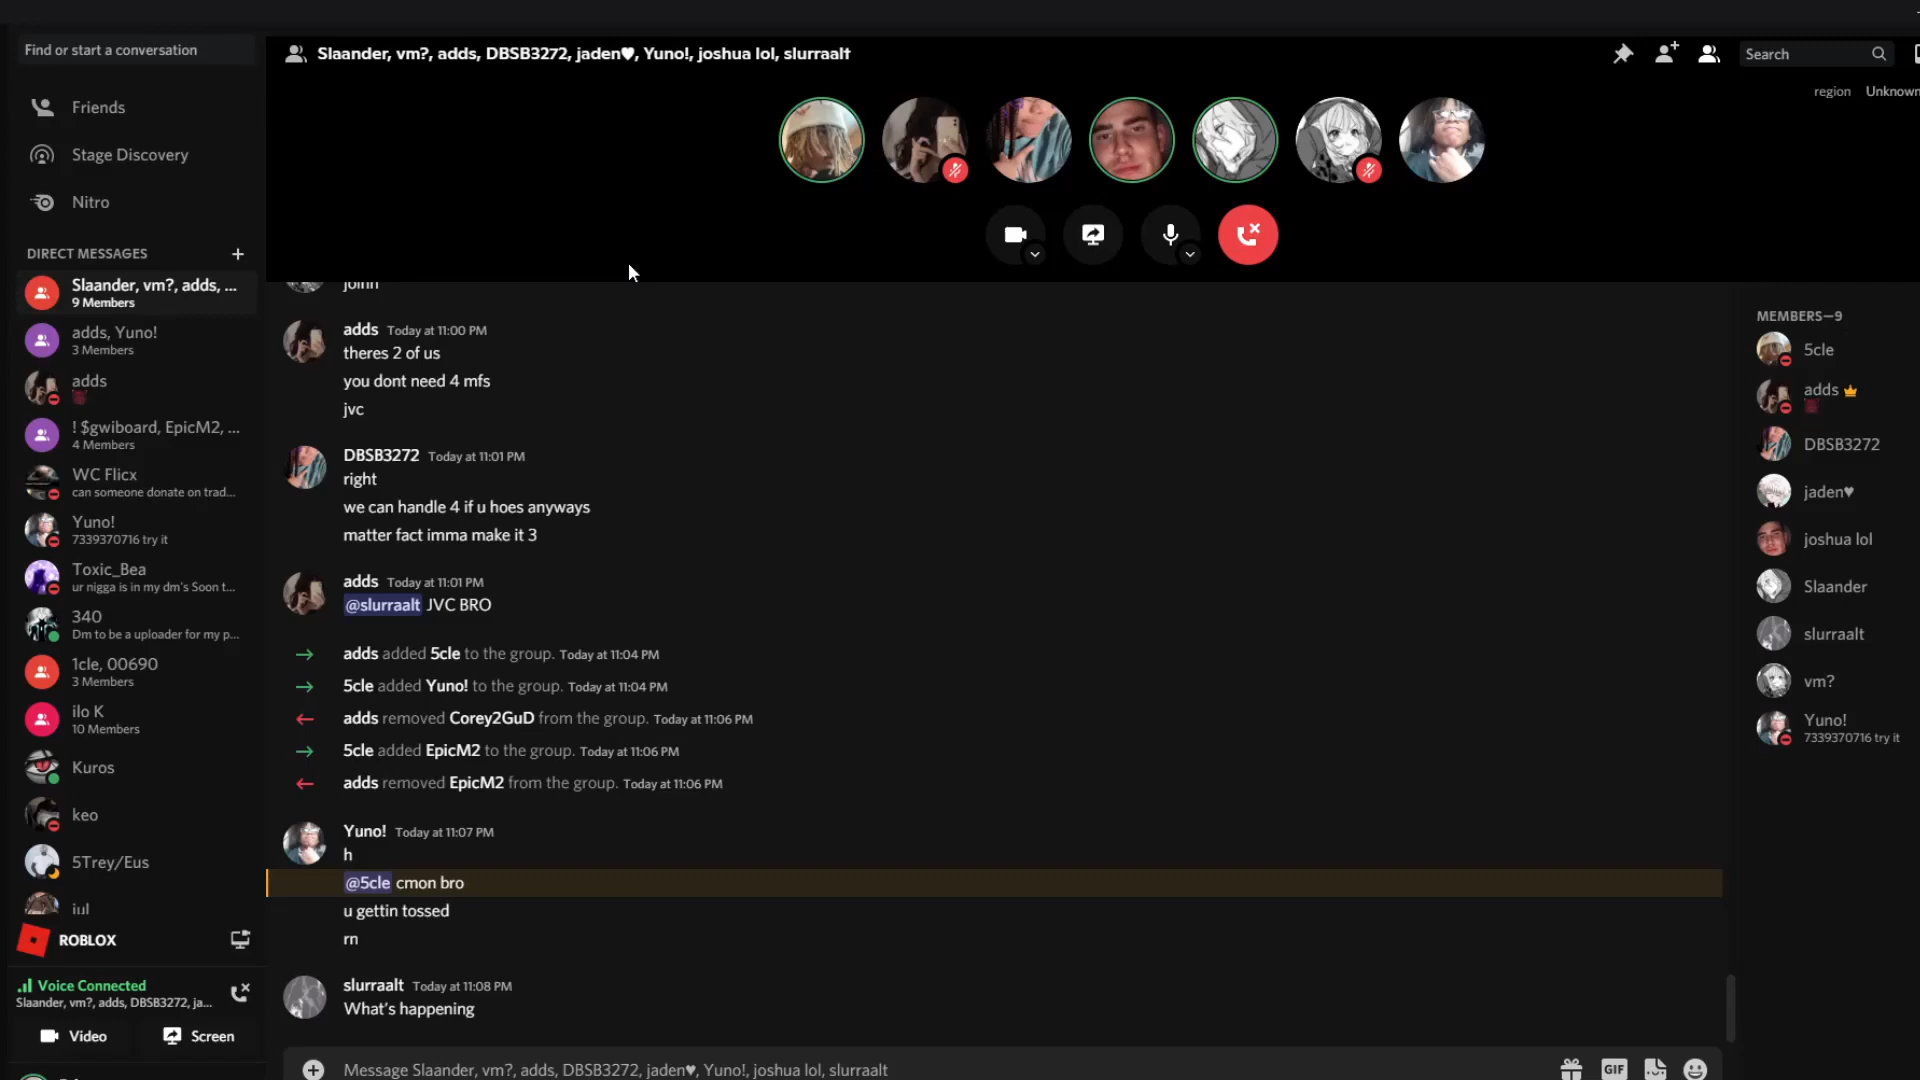 Find or start a conversation
Friends
Stage Discovery
Nitro
DIRECT MESSAGES
Slaander, vm?, adds, ...
9 Members
adds, Yuno!
3 Members
adds
! $gwiboard, EpicM2, ...
4 Members
WC Flicx
can someone donate on trad...
Yuno!
7339370716 try it
Toxic_Bea
ur nigga is in my dm's Soon t...
340
Dm to be a uploader for my p...
1cle, 00690
3 Members
ilo K
10 Members
Kuros
keo
5Trey/Eus
iul
ROBLOX
Voice Connected
Slaander, vm?, adds, DBSB3272, ja...
Video
Screen
Slaander, vm?, adds, DBSB3272, jaden♥, Yuno!, joshua lol, slurraalt
Search
region Unknown
joinn
adds Today at 11:00 PM
theres 2 of us
you dont need 4 mfs
jvc
DBSB3272 Today at 11:01 PM
right
we can handle 4 if u hoes anyways
matter fact imma make it 3
adds Today at 11:01 PM
@slurraalt JVC BRO
adds added 5cle to the group. Today at 11:04 PM
5cle added Yuno! to the group. Today at 11:04 PM
adds removed Corey2GuD from the group. Today at 11:06 PM
5cle added EpicM2 to the group. Today at 11:06 PM
adds removed EpicM2 from the group. Today at 11:06 PM
Yuno! Today at 11:07 PM
h
@5cle cmon bro
u gettin tossed
rn
slurraalt Today at 11:08 PM
What's happening
Message Slaander, vm?, adds, DBSB3272, jaden♥, Yuno!, joshua lol, slurraalt
GIF
MEMBERS—9
5cle
adds
DBSB3272
jaden♥
joshua lol
Slaander
slurraalt
vm?
Yuno!
7339370716 try it